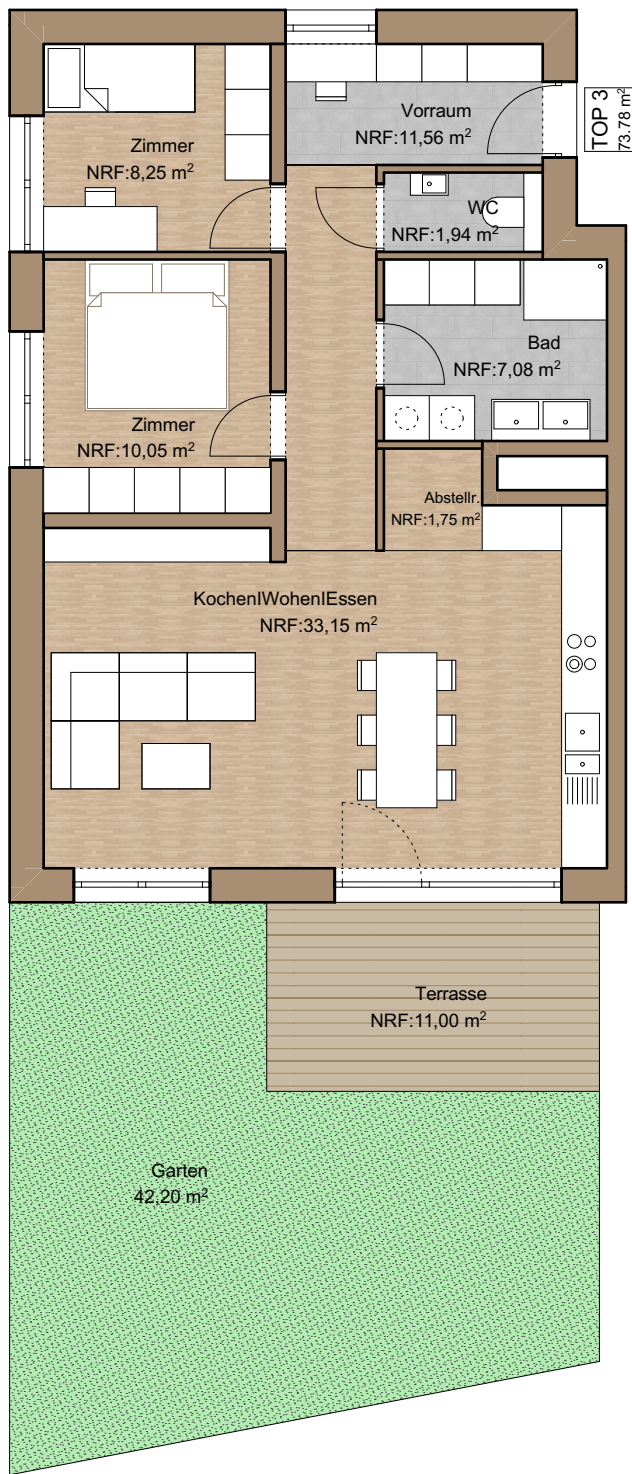 Vorraum
NRF:11,56 m²
TOP 3
73.78 m²
Zimmer
NRF:8,25 m²
WC
NRF:1,94 m²
Bad
NRF:7,08 m²
Zimmer
NRF:10,05 m²
Abstellr.
NRF:1,75 m²
KochenIWohenIEssen
NRF:33,15 m²
Terrasse
NRF:11,00 m²
Garten
42,20 m²